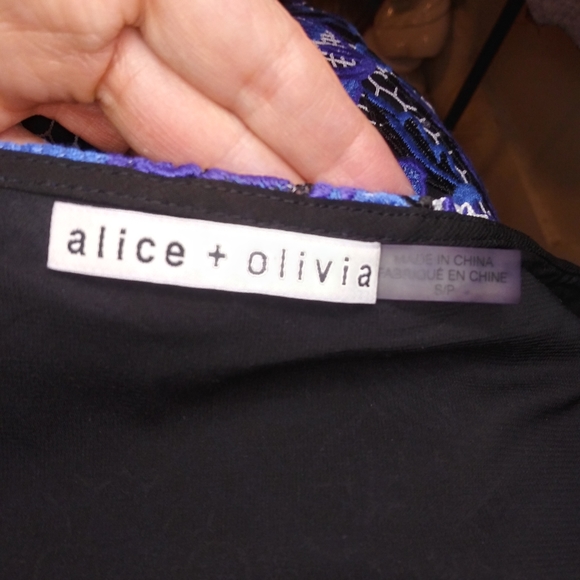 alice + olivia
MADE IN CHINA
FABRIQUÉ EN CHINE
S/P